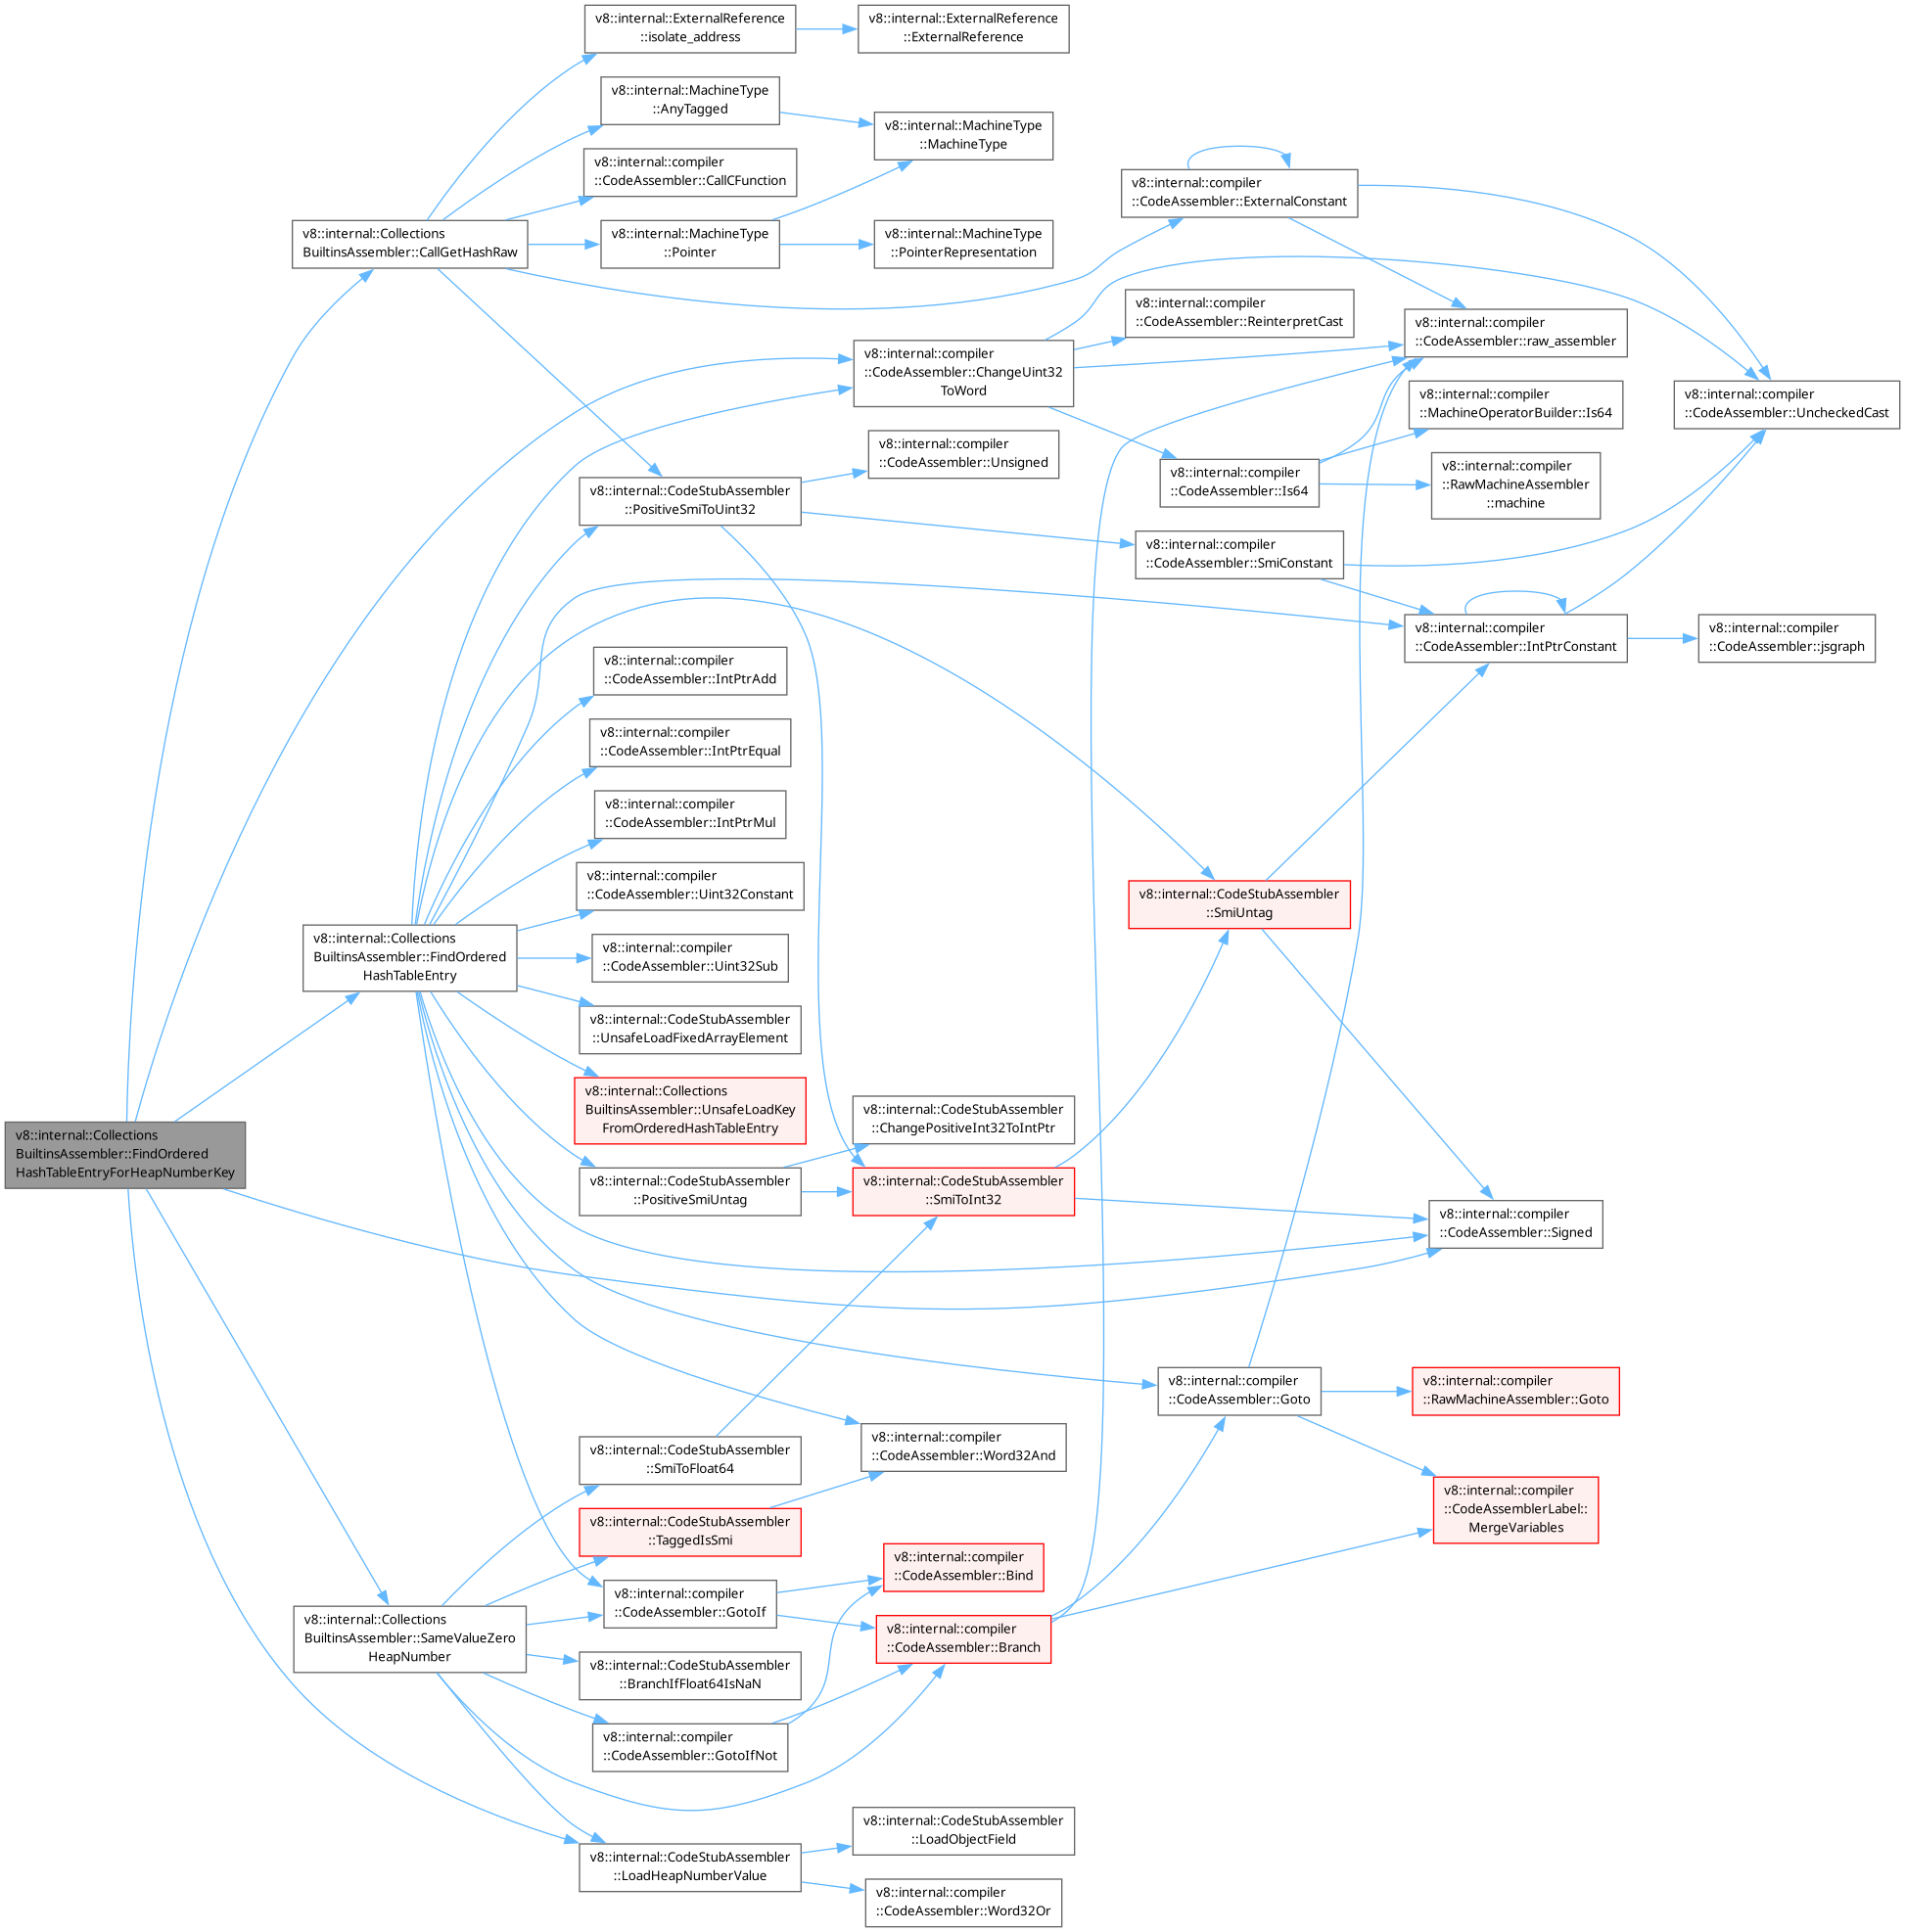 v8::internal::ExternalReference
::isolate_address
v8::internal::ExternalReference
::ExternalReference
v8::internal::MachineType
::AnyTagged
v8::internal::MachineType
::MachineType
v8::internal::compiler
::CodeAssembler::CallCFunction
v8::internal::compiler
::CodeAssembler::ExternalConstant
v8::internal::Collections
BuiltinsAssembler::CallGetHashRaw
v8::internal::MachineType
::Pointer
v8::internal::MachineType
::PointerRepresentation
v8::internal::compiler
::CodeAssembler::ReinterpretCast
v8::internal::compiler
::CodeAssembler::raw_assembler
v8::internal::compiler
::CodeAssembler::ChangeUint32
ToWord
v8::internal::compiler
::MachineOperatorBuilder::Is64
v8::internal::compiler
::CodeAssembler::UncheckedCast
v8::internal::compiler
::CodeAssembler::Unsigned
v8::internal::compiler
::CodeAssembler::Is64
v8::internal::compiler
::RawMachineAssembler
::machine
v8::internal::CodeStubAssembler
::PositiveSmiToUint32
v8::internal::compiler
::CodeAssembler::SmiConstant
v8::internal::compiler
::CodeAssembler::IntPtrConstant
v8::internal::compiler
::CodeAssembler::jsgraph
v8::internal::compiler
::CodeAssembler::IntPtrAdd
v8::internal::compiler
::CodeAssembler::IntPtrEqual
v8::internal::compiler
::CodeAssembler::IntPtrMul
v8::internal::compiler
::CodeAssembler::Uint32Constant
v8::internal::CodeStubAssembler
::SmiUntag
v8::internal::Collections
BuiltinsAssembler::FindOrdered
HashTableEntry
v8::internal::compiler
::CodeAssembler::Uint32Sub
v8::internal::CodeStubAssembler
::UnsafeLoadFixedArrayElement
v8::internal::Collections
BuiltinsAssembler::UnsafeLoadKey
FromOrderedHashTableEntry
v8::internal::CodeStubAssembler
::ChangePositiveInt32ToIntPtr
v8::internal::Collections
BuiltinsAssembler::FindOrdered
HashTableEntryForHeapNumberKey
v8::internal::CodeStubAssembler
::PositiveSmiUntag
v8::internal::CodeStubAssembler
::SmiToInt32
v8::internal::compiler
::CodeAssembler::Signed
v8::internal::compiler
::CodeAssembler::Goto
v8::internal::compiler
::RawMachineAssembler::Goto
v8::internal::CodeStubAssembler
::SmiToFloat64
v8::internal::compiler
::CodeAssembler::Word32And
v8::internal::compiler
::CodeAssemblerLabel::
MergeVariables
v8::internal::CodeStubAssembler
::TaggedIsSmi
v8::internal::compiler
::CodeAssembler::Bind
v8::internal::compiler
::CodeAssembler::GotoIf
v8::internal::Collections
BuiltinsAssembler::SameValueZero
HeapNumber
v8::internal::compiler
::CodeAssembler::Branch
v8::internal::CodeStubAssembler
::BranchIfFloat64IsNaN
v8::internal::compiler
::CodeAssembler::GotoIfNot
v8::internal::CodeStubAssembler
::LoadObjectField
v8::internal::CodeStubAssembler
::LoadHeapNumberValue
v8::internal::compiler
::CodeAssembler::Word32Or